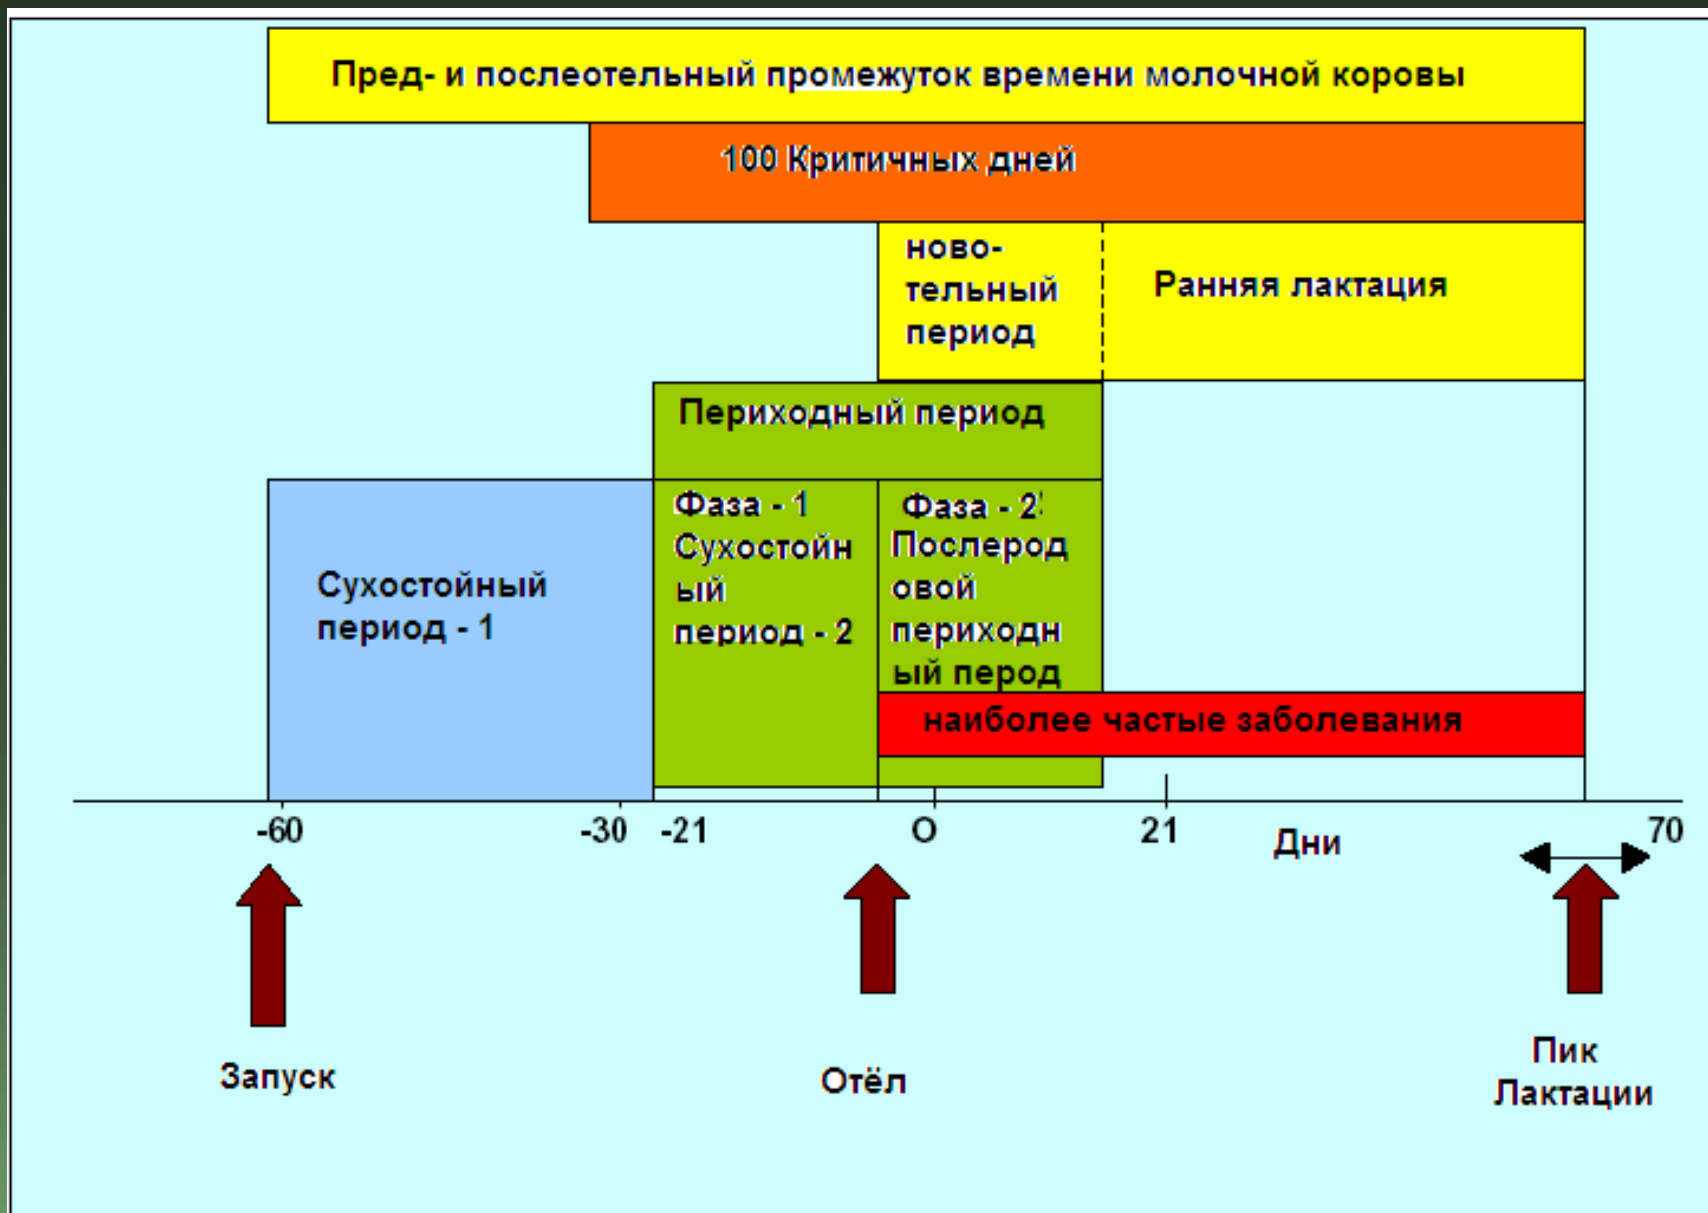 Пред- и послеотельный промежуток времени молочной коровы
100 Критичных дней
ново-
тельный
период
Ранняя лактация
Периходный период
Фаза - 1
Сухостойн
ый
период - 2
Фаза - 2:
Послерод
овой
периходн
ый перод
Сухостойный
период - 1
наиболее частые заболевания
-60
-30
-21
О
21
Дни
70
Запуск
Отёл
Пик
Лактации